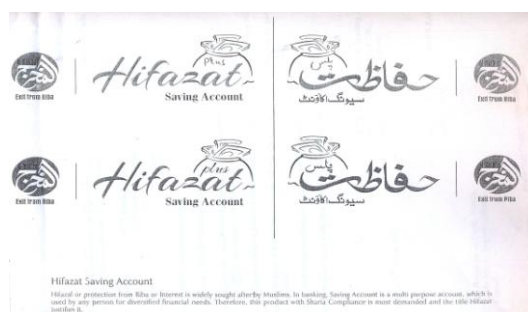 plus
Hifazat
Saving Account
Exit from Riba
پلس
حفاظت
سیونگ اکاؤنٹ
Exit from Riba
plus
Hifazat
Saving Account
Exit from Riba
پلس
حفاظت
سیونگ اکاؤنٹ
Exit from Riba
Hifazat Saving Account
Hifazat or protection from Riba or Interest is widely sought after by Muslims. In banking, Saving Account is a multi purpose account, which is
used by any person for diversified financial needs. Therefore, this product with Sharia Compliance is most demanded and the title Hifazat
justifies it.